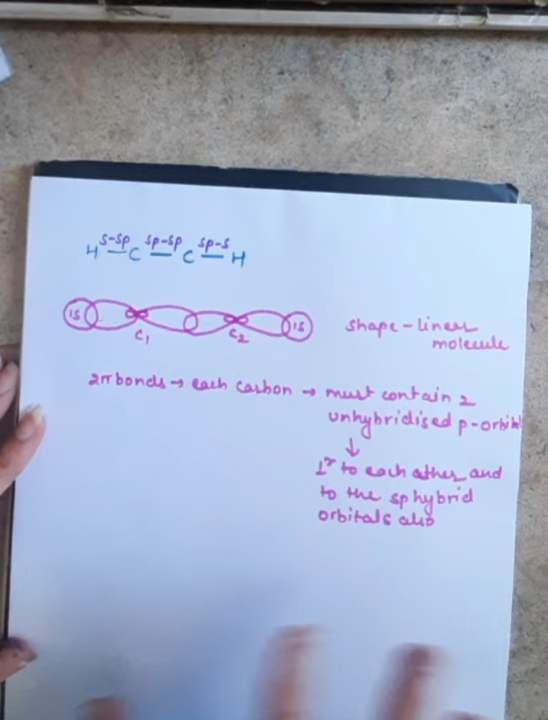 s-sp sp-sp sp-s
H — C — C — H
1s 1s
C1 C2
shape - linear
molecule
2π bonds → each carbon → must contain 2
unhybridised p-orbital
↓
⊥r to each other and
to the sp hybrid
orbitals also